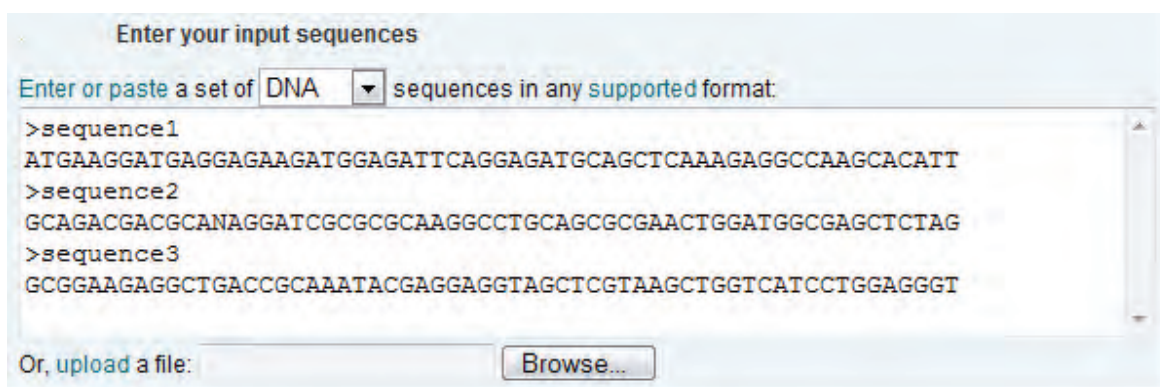 Enter your input sequences
Enter or paste a set of DNA sequences in any supported format:
>sequence1
ATGAAGGATGAGGAGAAGATGGAGATTCAGGAGATGCAGCTCAAAGAGGCCAAGCACATT
>sequence2
GCAGACGACGCANAGGATCGCGCGCAAGGCCTGCAGCGCGAACTGGATGGCGAGCTCTAG
>sequence3
GCGGAAGAGGCTGACCGCAAATACGAGGAGGTAGCTCGTAAGCTGGTCATCCTGGAGGGT
Or, upload a file: Browse...